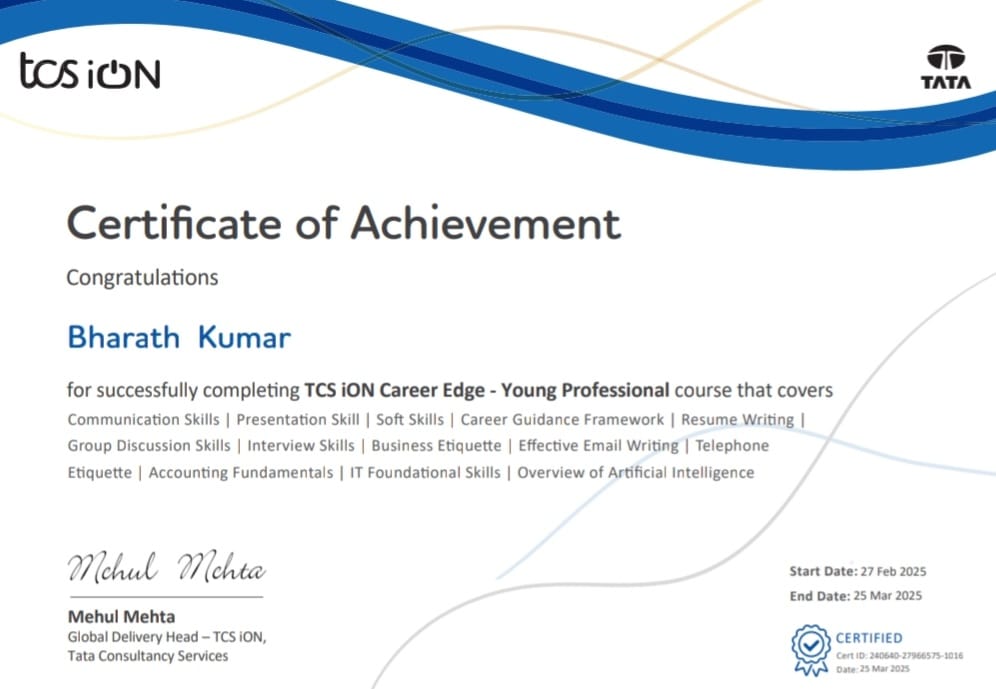 tcs iON
TATA
Certificate of Achievement
Congratulations
Bharath Kumar
for successfully completing TCS iON Career Edge - Young Professional course that covers
Communication Skills | Presentation Skill | Soft Skills | Career Guidance Framework | Resume Writing |
Group Discussion Skills | Interview Skills | Business Etiquette | Effective Email Writing | Telephone
Etiquette | Accounting Fundamentals | IT Foundational Skills | Overview of Artificial Intelligence
Mehul Mehta
Mehul Mehta
Global Delivery Head – TCS iON,
Tata Consultancy Services
Start Date: 27 Feb 2025
End Date: 25 Mar 2025
CERTIFIED
Cert ID: 240640-27966575-1016
Date: 25 Mar 2025